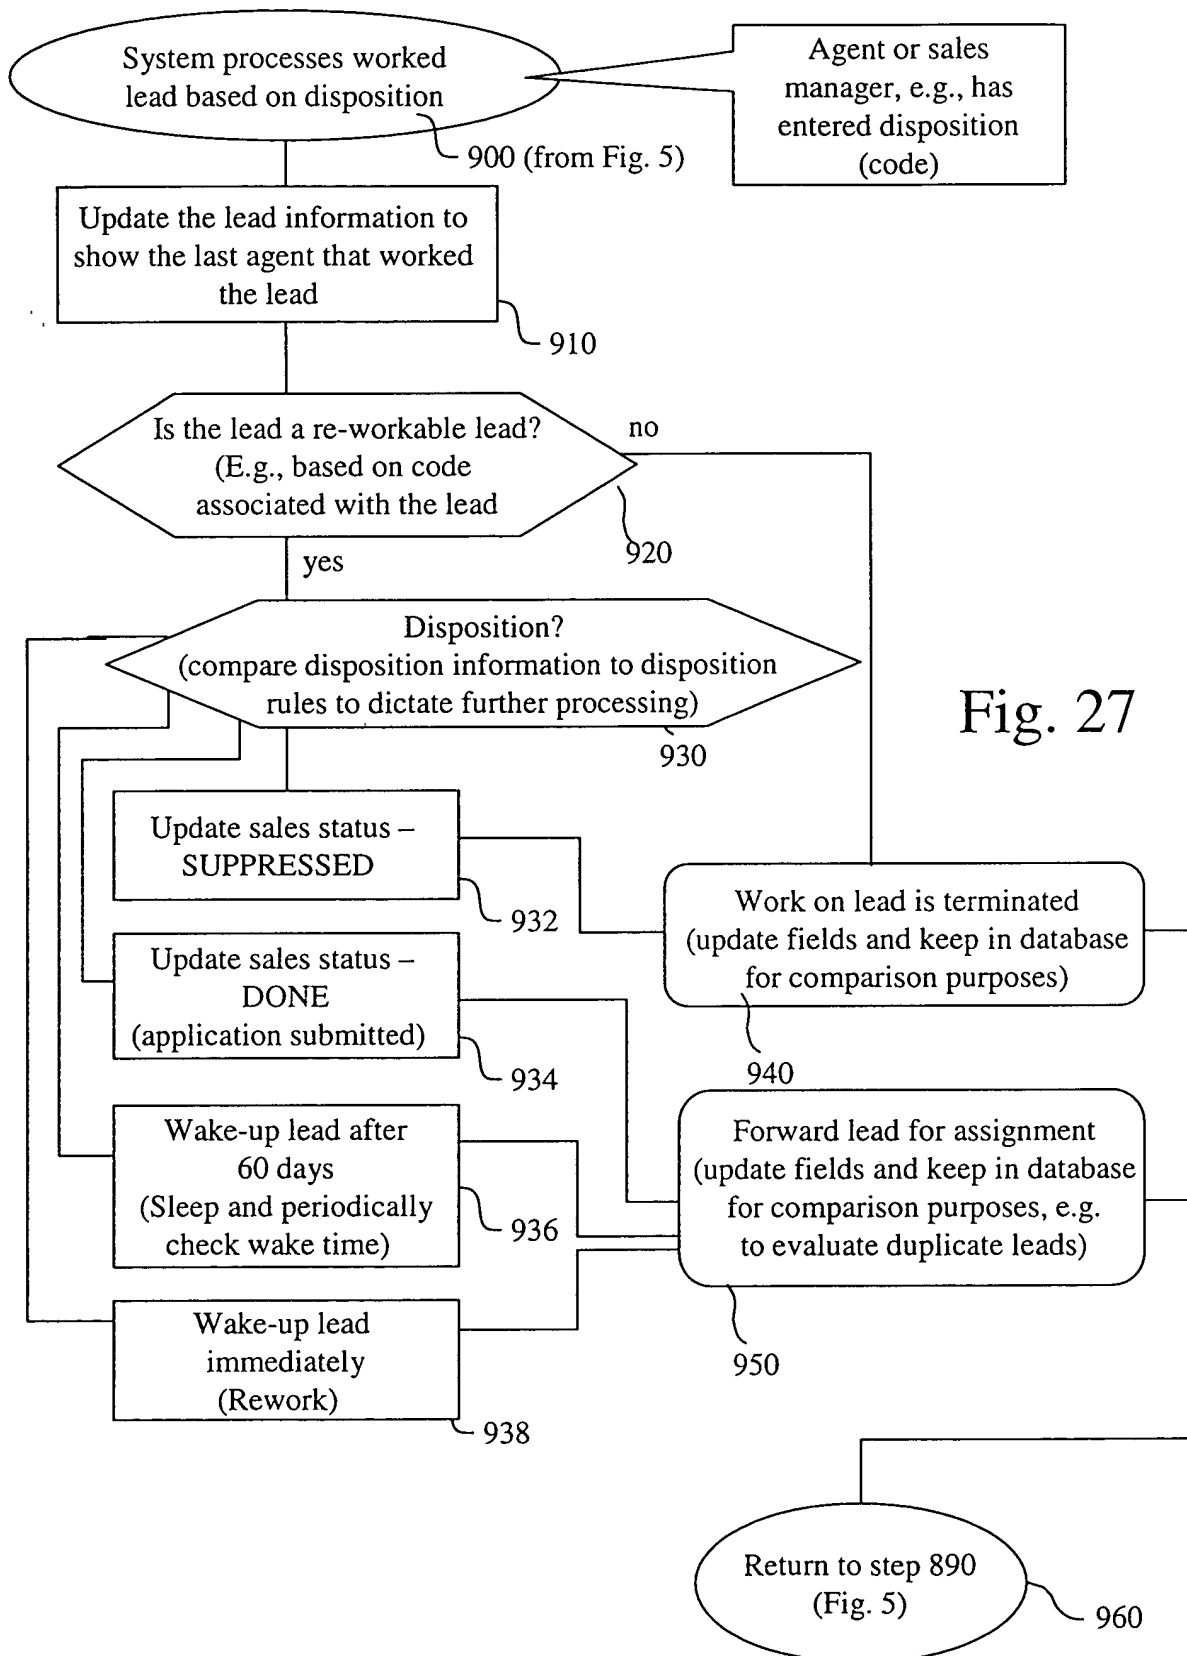 System processes worked
lead based on disposition
900 (from Fig. 5)
Agent or sales
manager, e.g., has
entered disposition
(code)
Update the lead information to
show the last agent that worked
the lead
910
Is the lead a re-workable lead?
(E.g., based on code
associated with the lead
no
920
yes
Disposition?
(compare disposition information to disposition
rules to dictate further processing)
930
Fig. 27
Update sales status –
SUPPRESSED
932
Update sales status –
DONE
(application submitted)
934
Wake-up lead after
60 days
(Sleep and periodically
check wake time)
936
Wake-up lead
immediately
(Rework)
938
Work on lead is terminated
(update fields and keep in database
for comparison purposes)
940
Forward lead for assignment
(update fields and keep in database
for comparison purposes, e.g.
to evaluate duplicate leads)
950
Return to step 890
(Fig. 5)
960